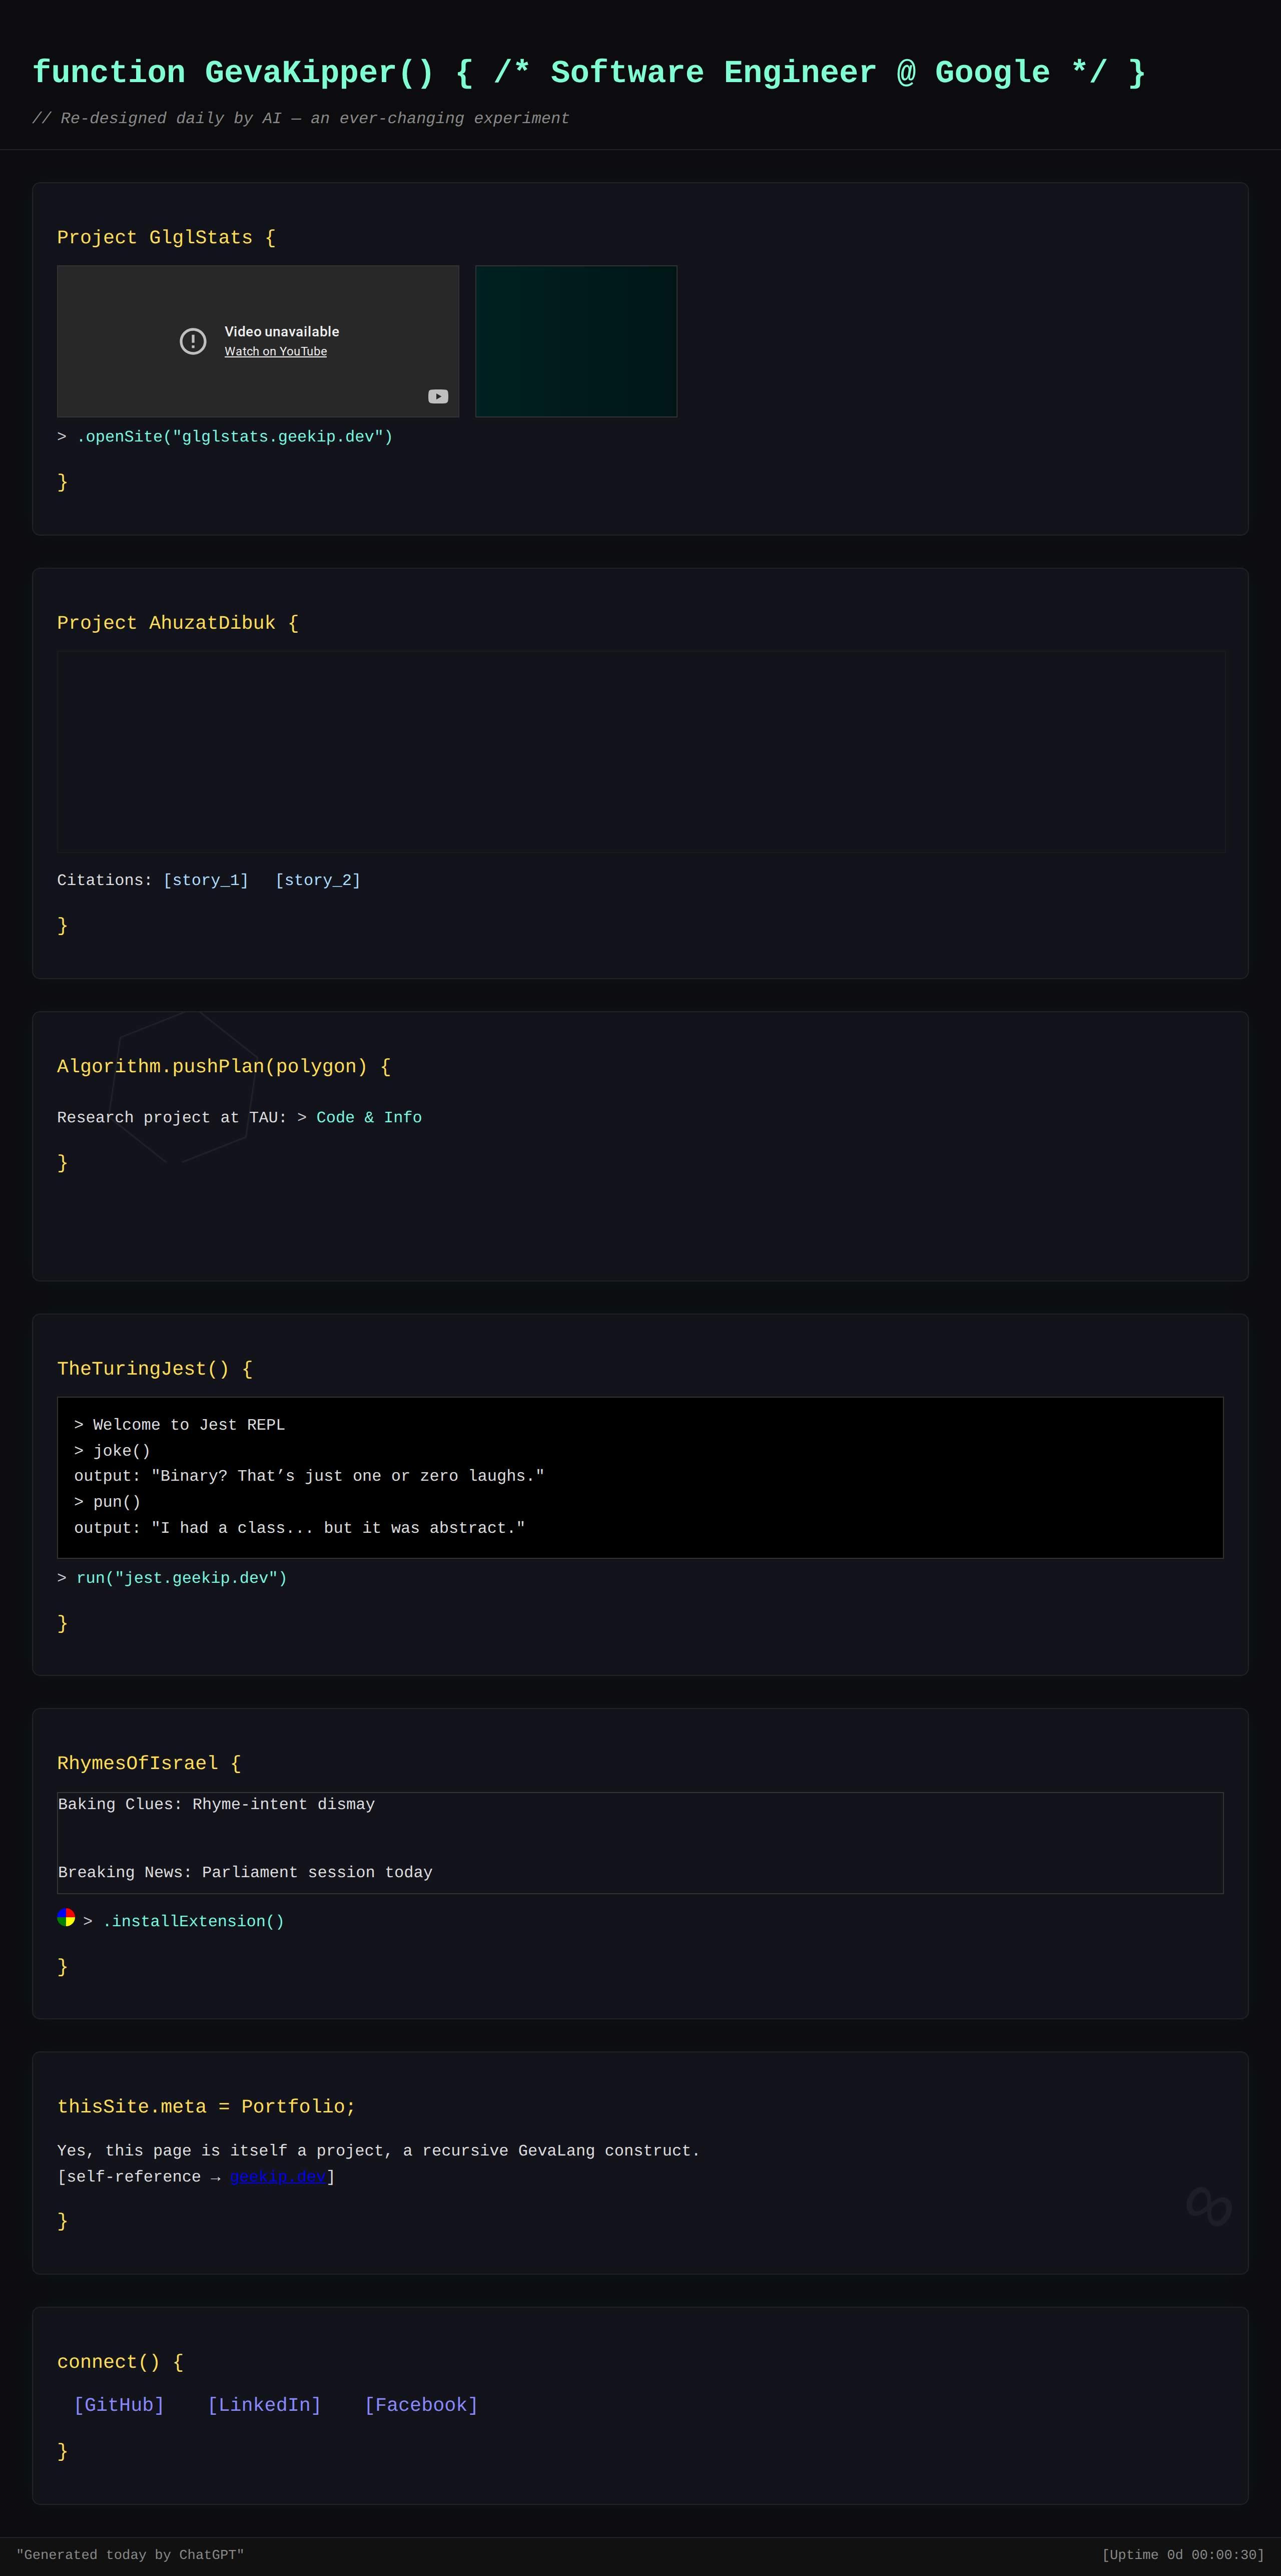 function GevaKipper() { /* Software Engineer @ Google */ }
// Re-designed daily by AI — an ever-changing experiment
Project GlglStats {
Video unavailable
Watch on YouTube
> .openSite("glglstats.geekip.dev")
}
Project AhuzatDibuk {
Citations: [story_1] [story_2]
}
Algorithm.pushPlan(polygon) {
Research project at TAU: > Code & Info
}
TheTuringJest() {
> Welcome to Jest REPL
> joke()
output: "Binary? That’s just one or zero laughs."
> pun()
output: "I had a class... but it was abstract."
> run("jest.geekip.dev")
}
RhymesOfIsrael {
Baking Clues: Rhyme-intent dismay
Breaking News: Parliament session today
> .installExtension()
}
thisSite.meta = Portfolio;
Yes, this page is itself a project, a recursive GevaLang construct.
[self-reference → geekip.dev]
∞
}
connect() {
[GitHub] [LinkedIn] [Facebook]
}
"Generated today by ChatGPT" [Uptime 0d 00:00:30]